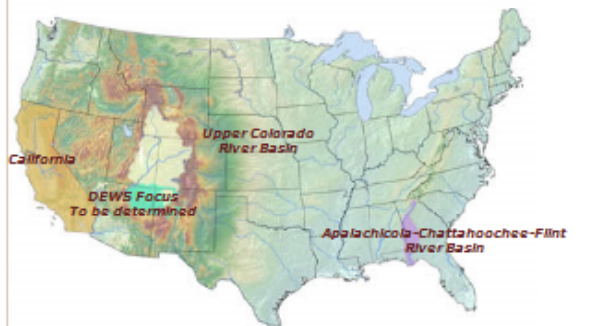 Upper Colorado
River Basin
California
DEWS Focus
To be determined
Apalachicola-Chattahoochee-Flint
River Basin